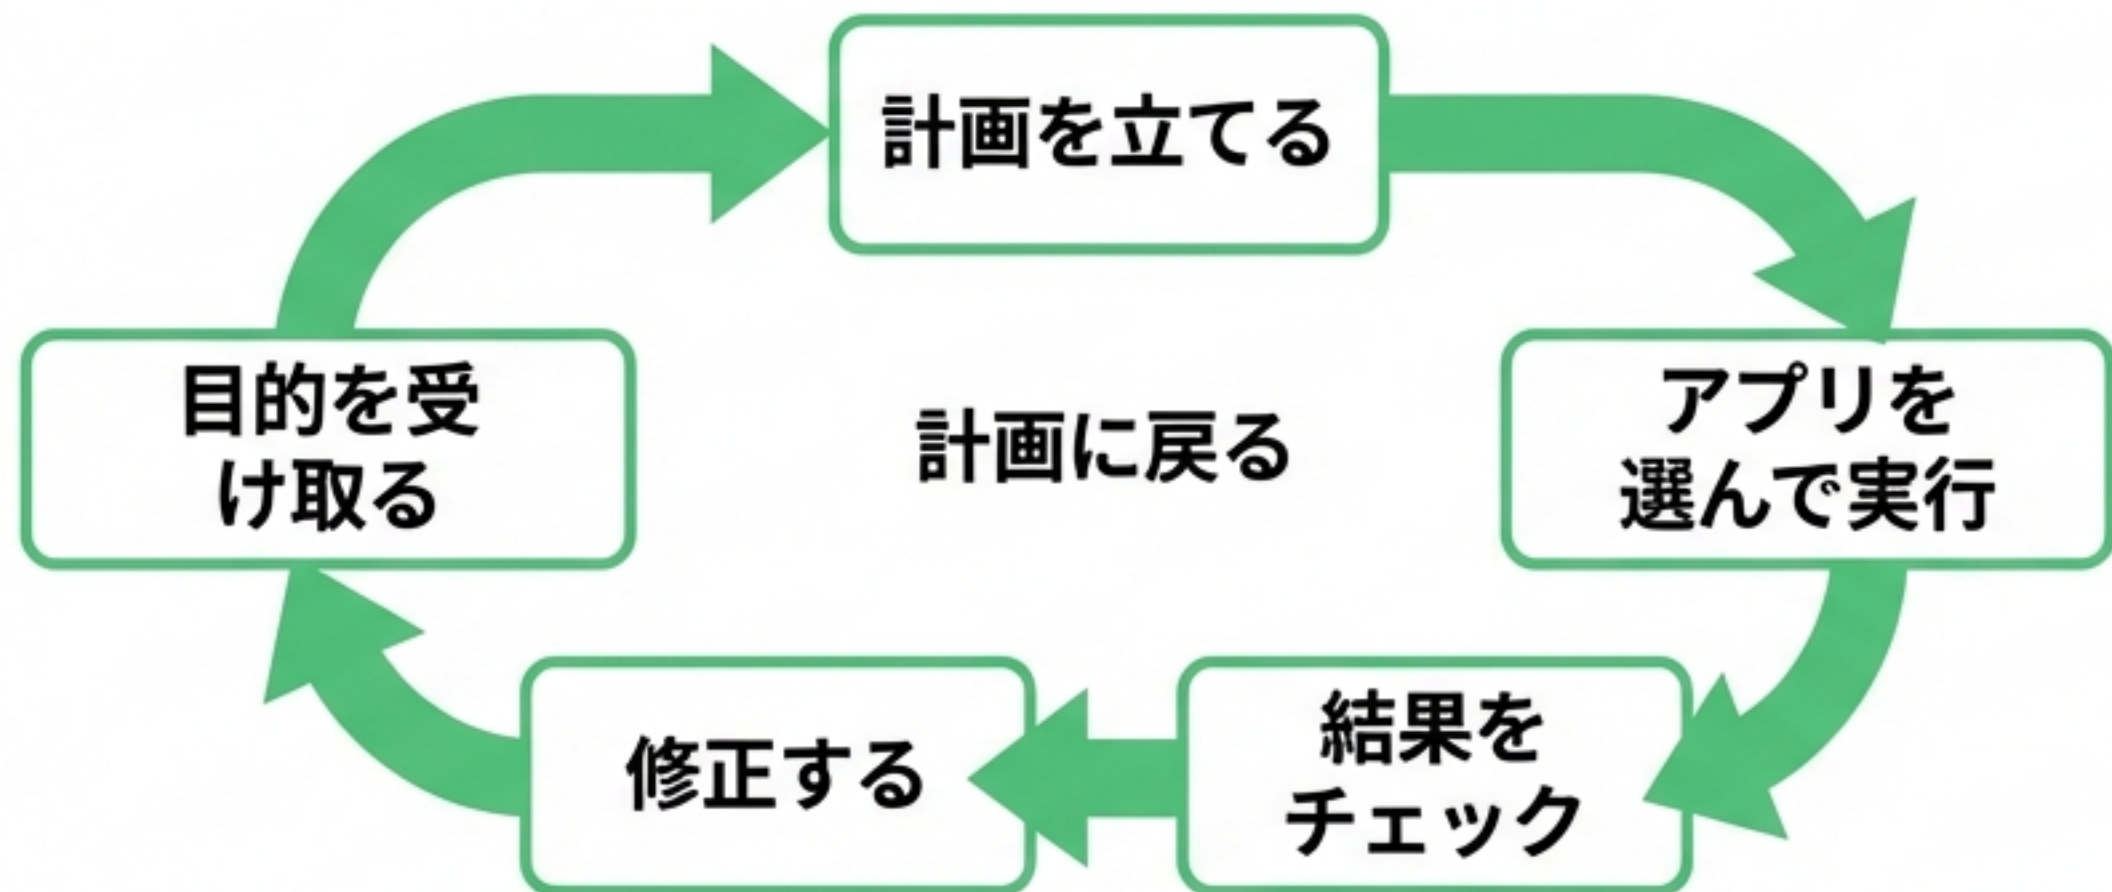 計画を立てる
目的を受
け取る
計画に戻る
アプリを
選んで実行
修正する
結果を
チェック